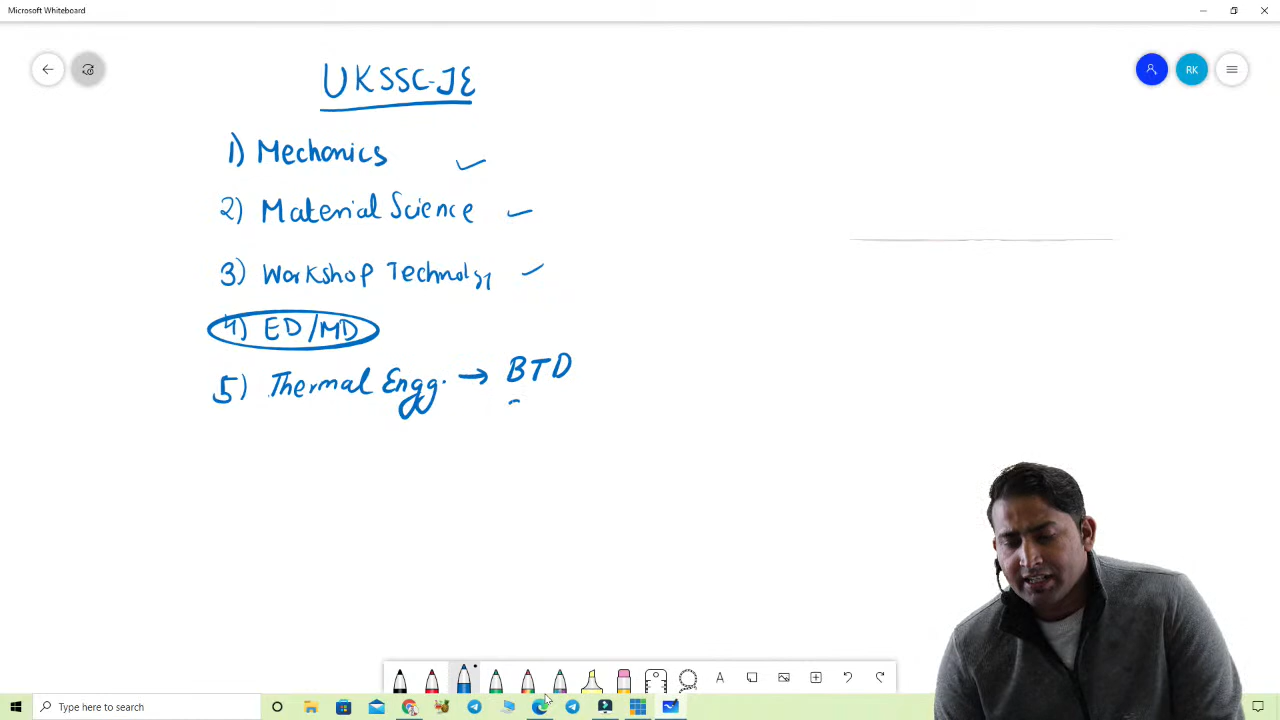 Microsoft Whiteboard
RK
UKSSC-JE
1) Mechanics
2) Material Science
3) Workshop Technology
4) ED/MD
5) Thermal Engg. → BTD
A
Type here to search